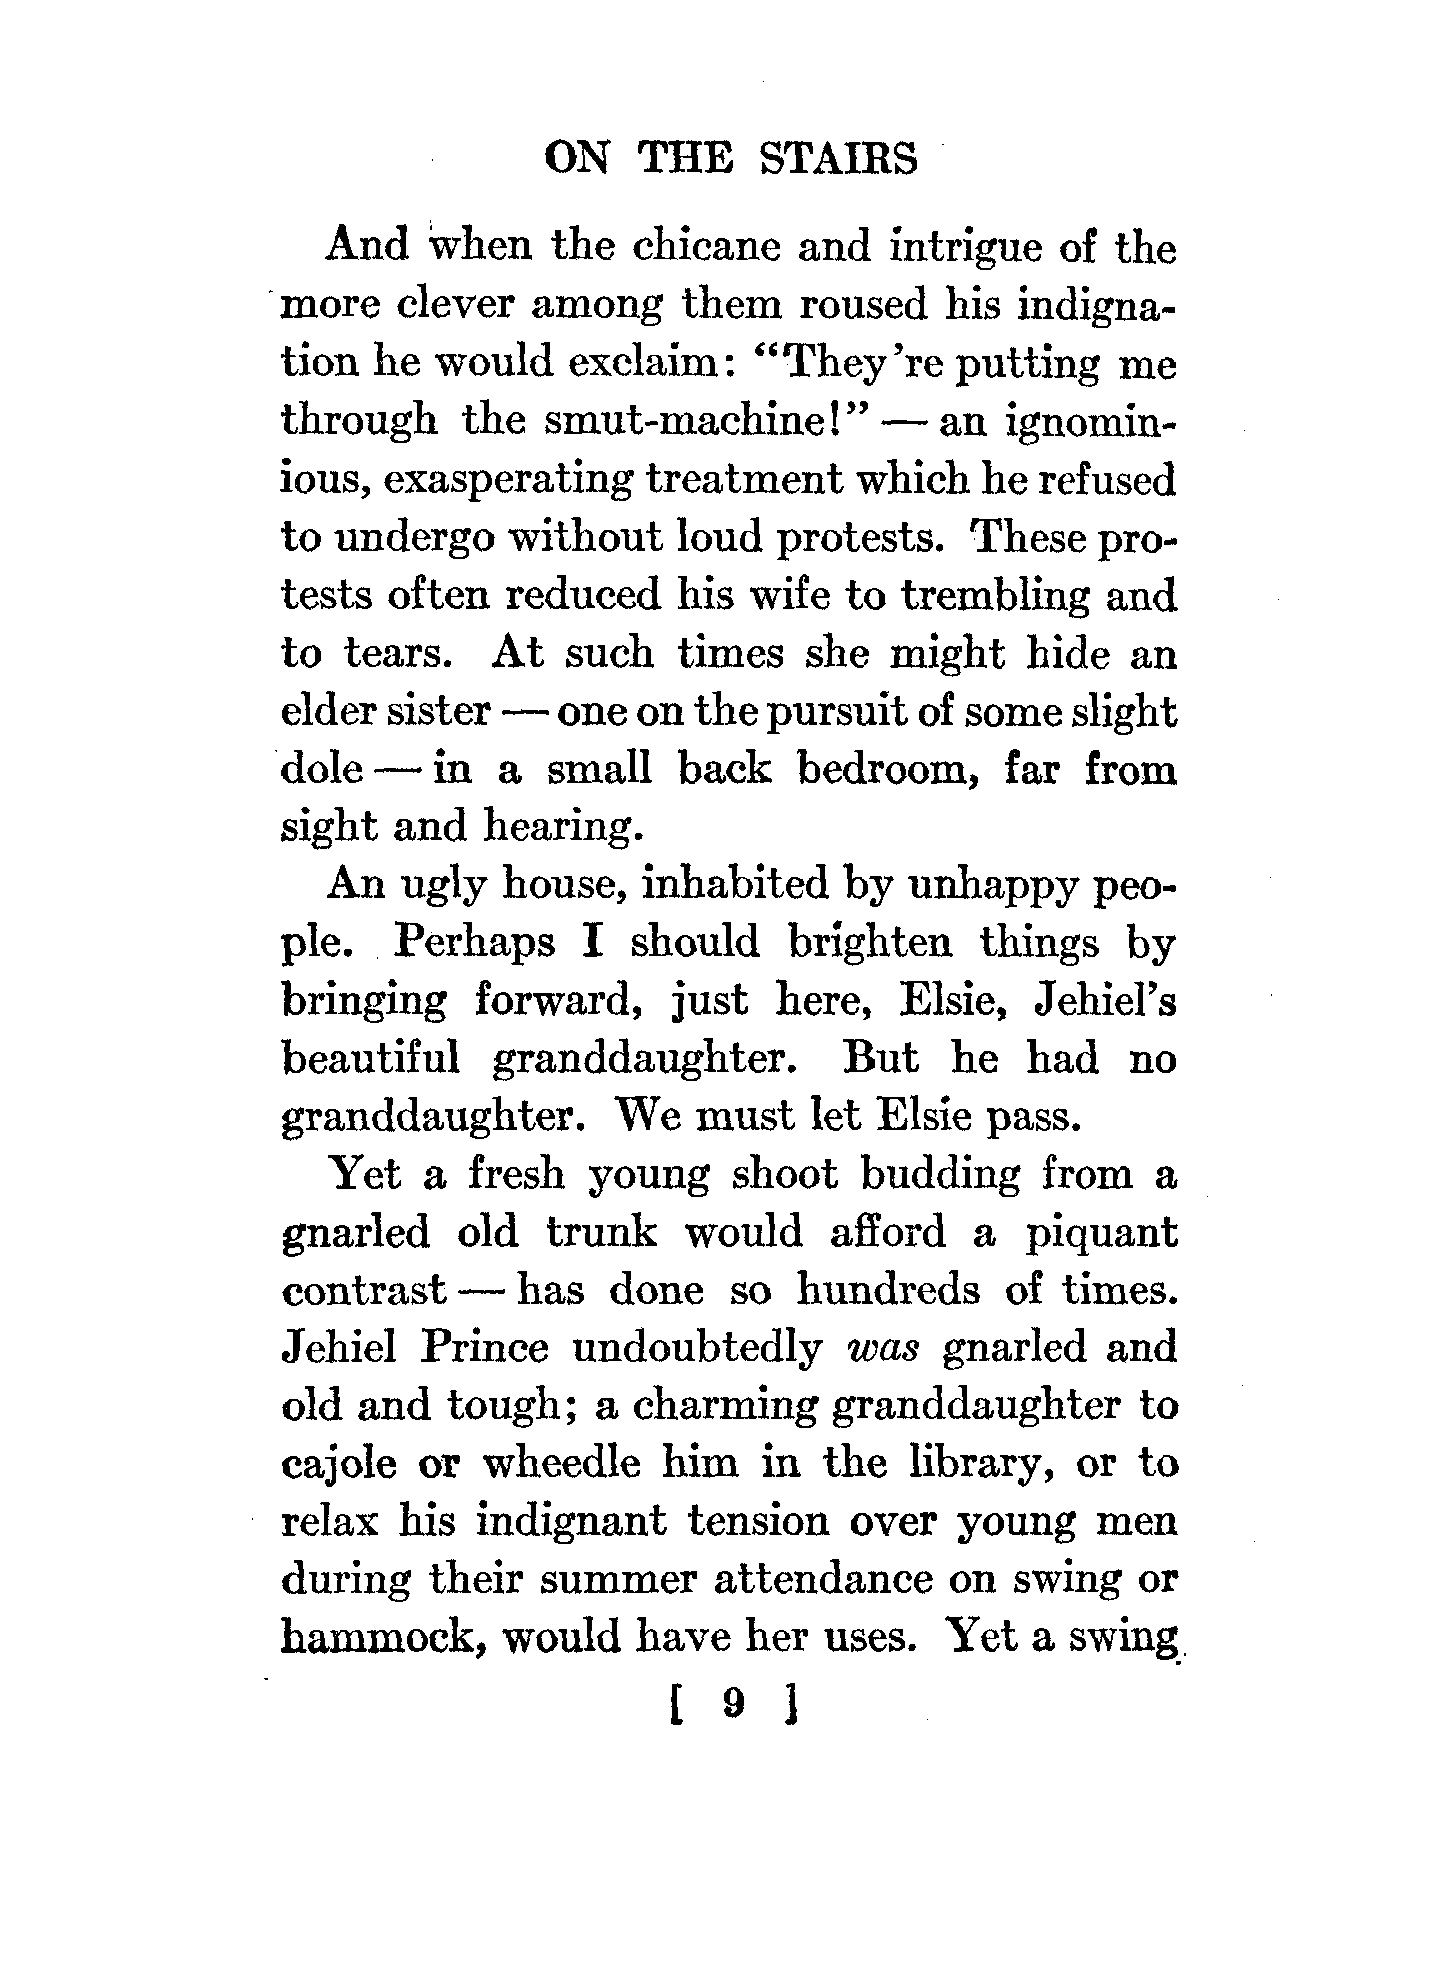 ON THE STAIRS
And when the chicane and intrigue of the
more clever among them roused his indigna-
tion he would exclaim: “They're putting me
through the smut-machine!” — an ignomin-
ious, exasperating treatment which he refused
to undergo without loud protests. These pro-
tests often reduced his wife to trembling and
to tears. At such times she might hide an
elder sister — one on the pursuit of some slight
dole — in a small back bedroom, far from
sight and hearing.
An ugly house, inhabited by unhappy peo-
ple. Perhaps I should brighten things by
bringing forward, just here, Elsie, Jehiel's
beautiful granddaughter. But he had no
granddaughter. We must let Elsie pass.
Yet a fresh young shoot budding from a
gnarled old trunk would afford a piquant
contrast — has done so hundreds of times.
Jehiel Prince undoubtedly was gnarled and
old and tough; a charming granddaughter to
cajole or wheedle him in the library, or to
relax his indignant tension over young men
during their summer attendance on swing or
hammock, would have her uses. Yet a swing
[ 9 ]